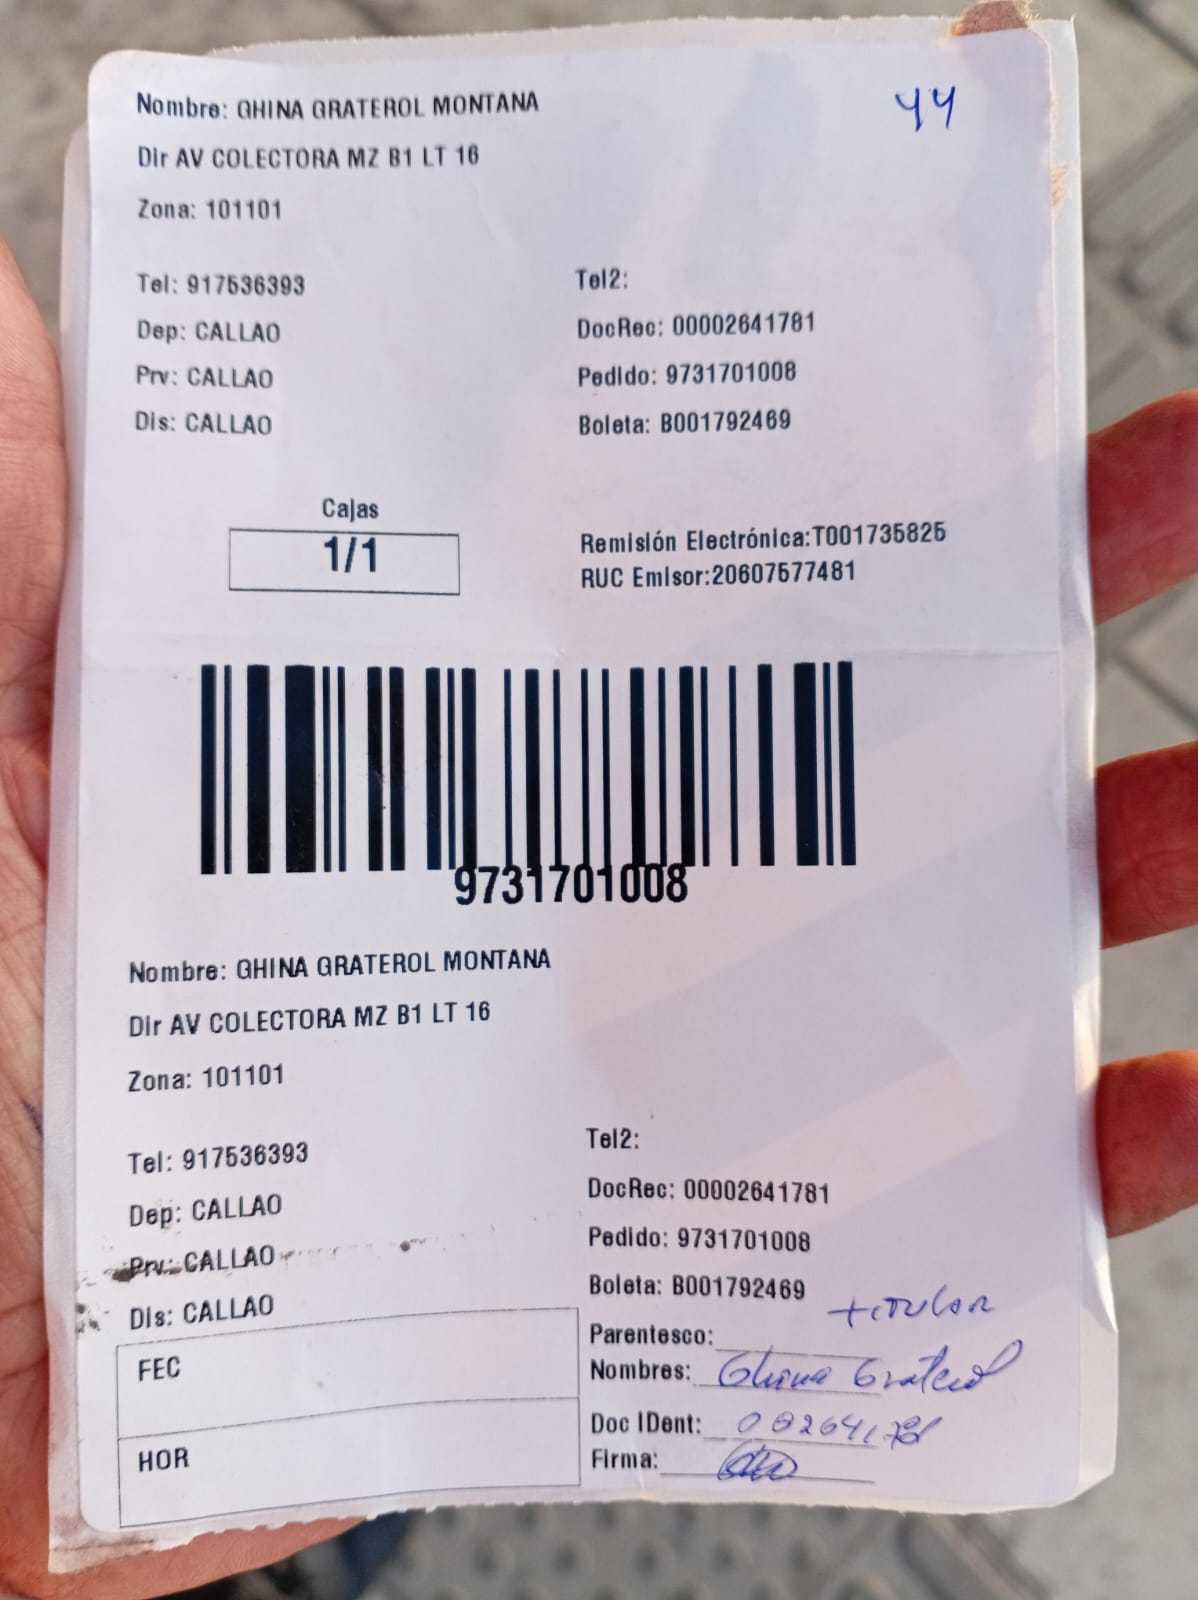 Nombre: GHINA GRATEROL MONTANA
44
Dir AV COLECTORA MZ B1 LT 16
Zona: 101101
Tel: 917536393
Tel2:
Dep: CALLAO
DocRec: 00002641781
Prv: CALLAO
Pedido: 9731701008
Dis: CALLAO
Boleta: B001792469
Cajas
1/1
Remisión Electrónica:T001735825
RUC Emisor:20607577481
9731701008
Nombre: GHINA GRATEROL MONTANA
Dir AV COLECTORA MZ B1 LT 16
Zona: 101101
Tel: 917536393
Tel2:
Dep: CALLAO
DocRec: 00002641781
Prv: CALLAO
Pedido: 9731701008
Dis: CALLAO
Boleta: B001792469
titular
Parentesco:
FEC
Nombres: Ghina Graterol
Doc IDent:
HOR
Firma: